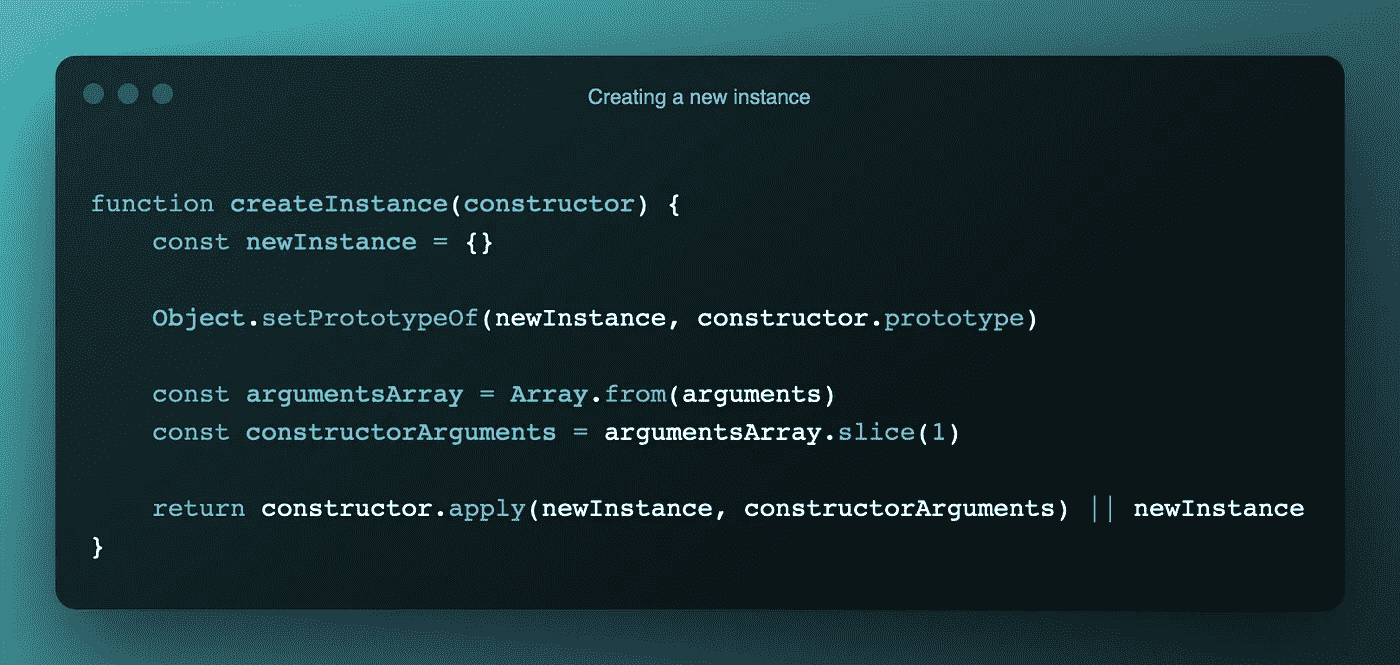 Creating a new instance
function createInstance(constructor) {
    const newInstance = {}
    Object.setPrototypeOf(newInstance, constructor.prototype)
    const argumentsArray = Array.from(arguments)
    const constructorArguments = argumentsArray.slice(1)
    return constructor.apply(newInstance, constructorArguments) || newInstance
}